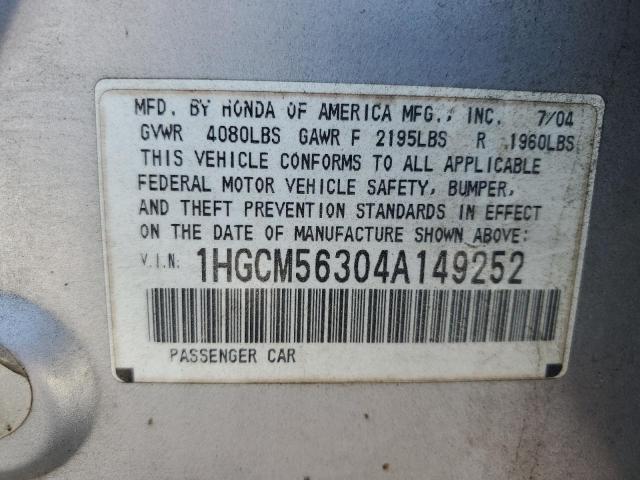 MFD. BY HONDA OF AMERICA MFG., INC. 7/04
GVWR 4080LBS GAWR F 2195LBS R 1960LBS
THIS VEHICLE CONFORMS TO ALL APPLICABLE
FEDERAL MOTOR VEHICLE SAFETY, BUMPER,
AND THEFT PREVENTION STANDARDS IN EFFECT
ON THE DATE OF MANUFACTURE SHOWN ABOVE:
V.I.N: 1HGCM56304A149252
PASSENGER CAR